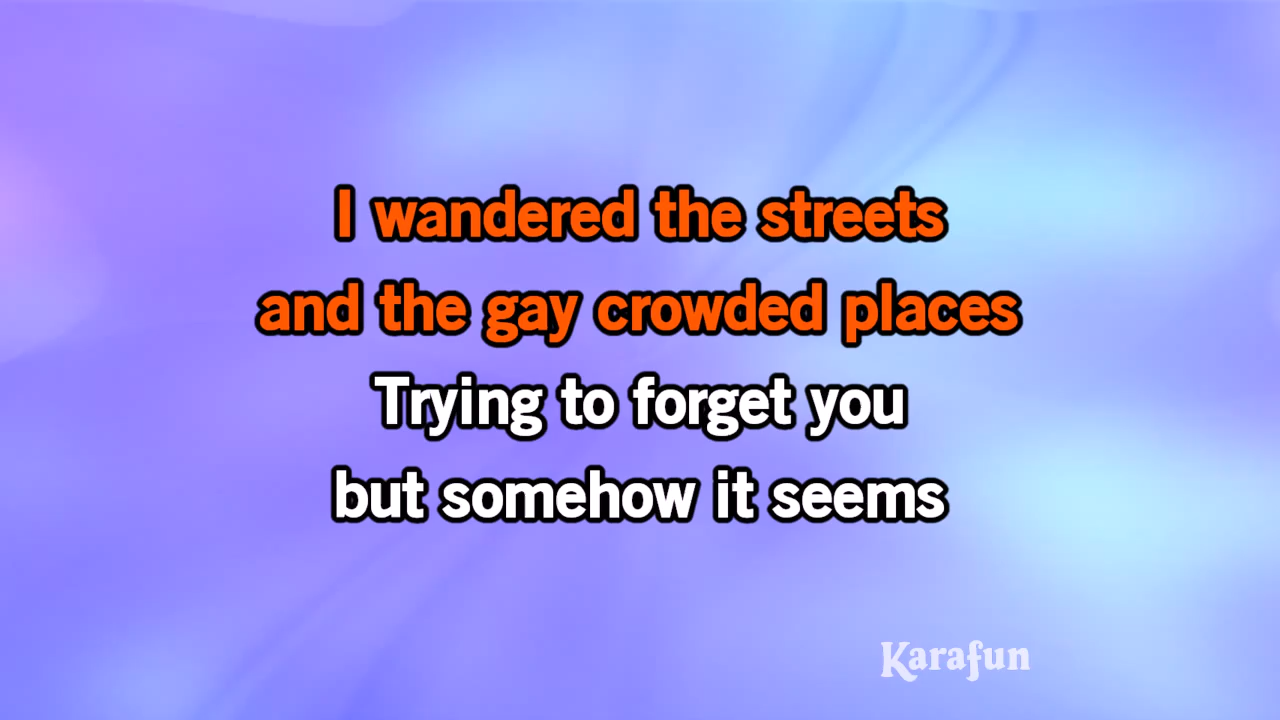 I wandered the streets
and the gay crowded places
Trying to forget you
but somehow it seems
Karafun